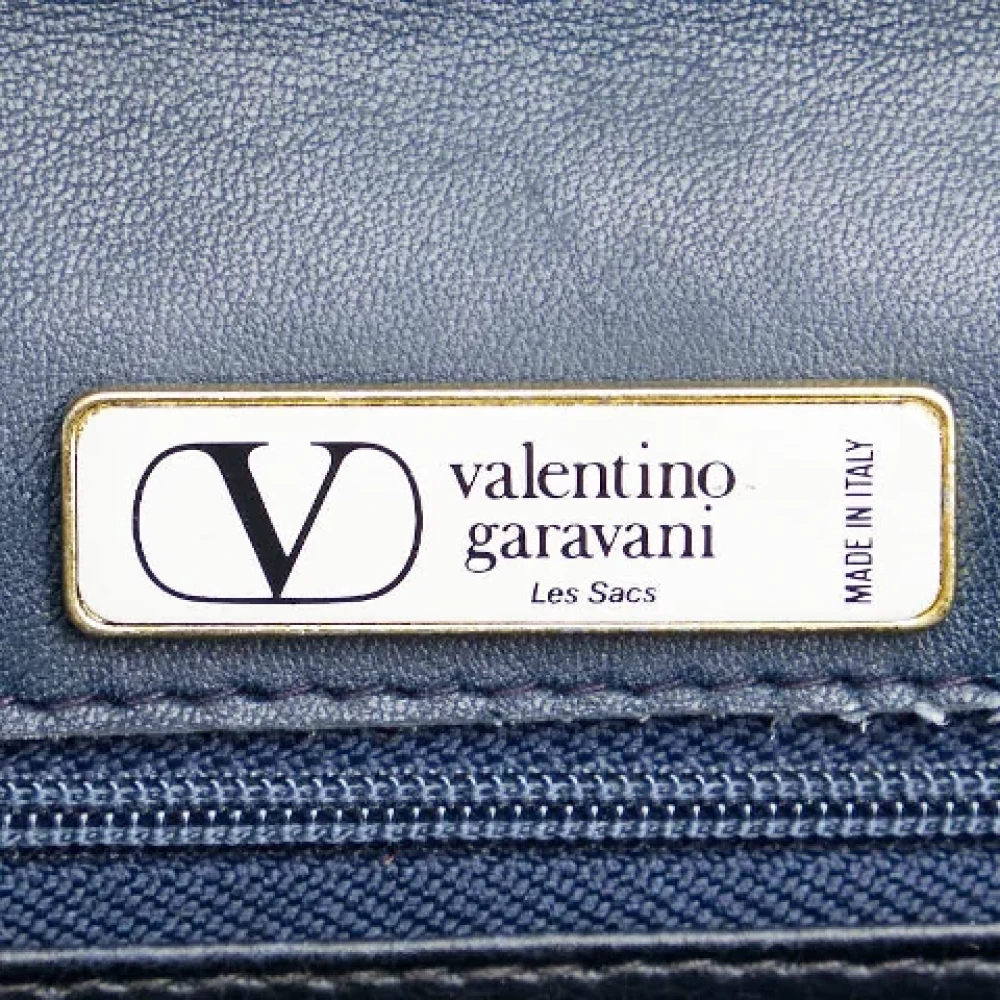 V
valentino
garavani
Les Sacs
MADE IN ITALY